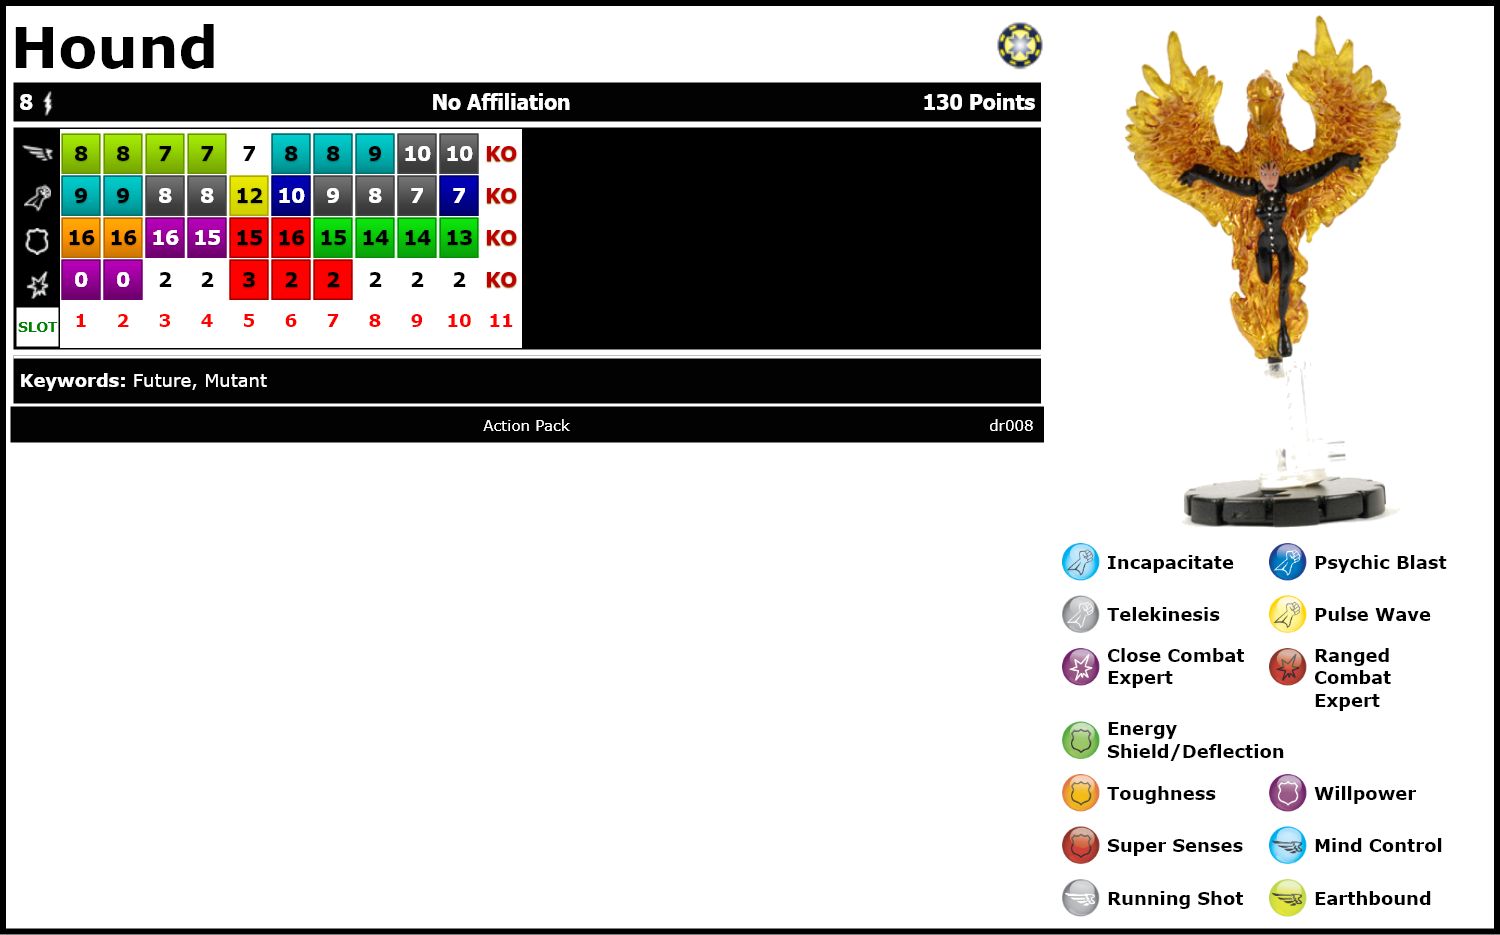 Hound
8 No Affiliation 130 Points
8 8 7 7 7 8 8 9 10 10 KO
9 9 8 8 12 10 9 8 7 7 KO
16 16 16 15 15 16 15 14 14 13 KO
0 0 2 2 3 2 2 2 2 2 KO
SLOT 1 2 3 4 5 6 7 8 9 10 11
Keywords: Future, Mutant
Action Pack dr008
Incapacitate Psychic Blast
Telekinesis Pulse Wave
Close Combat
Expert
Ranged
Combat
Expert
Energy
Shield/Deflection
Toughness Willpower
Super Senses Mind Control
Running Shot Earthbound